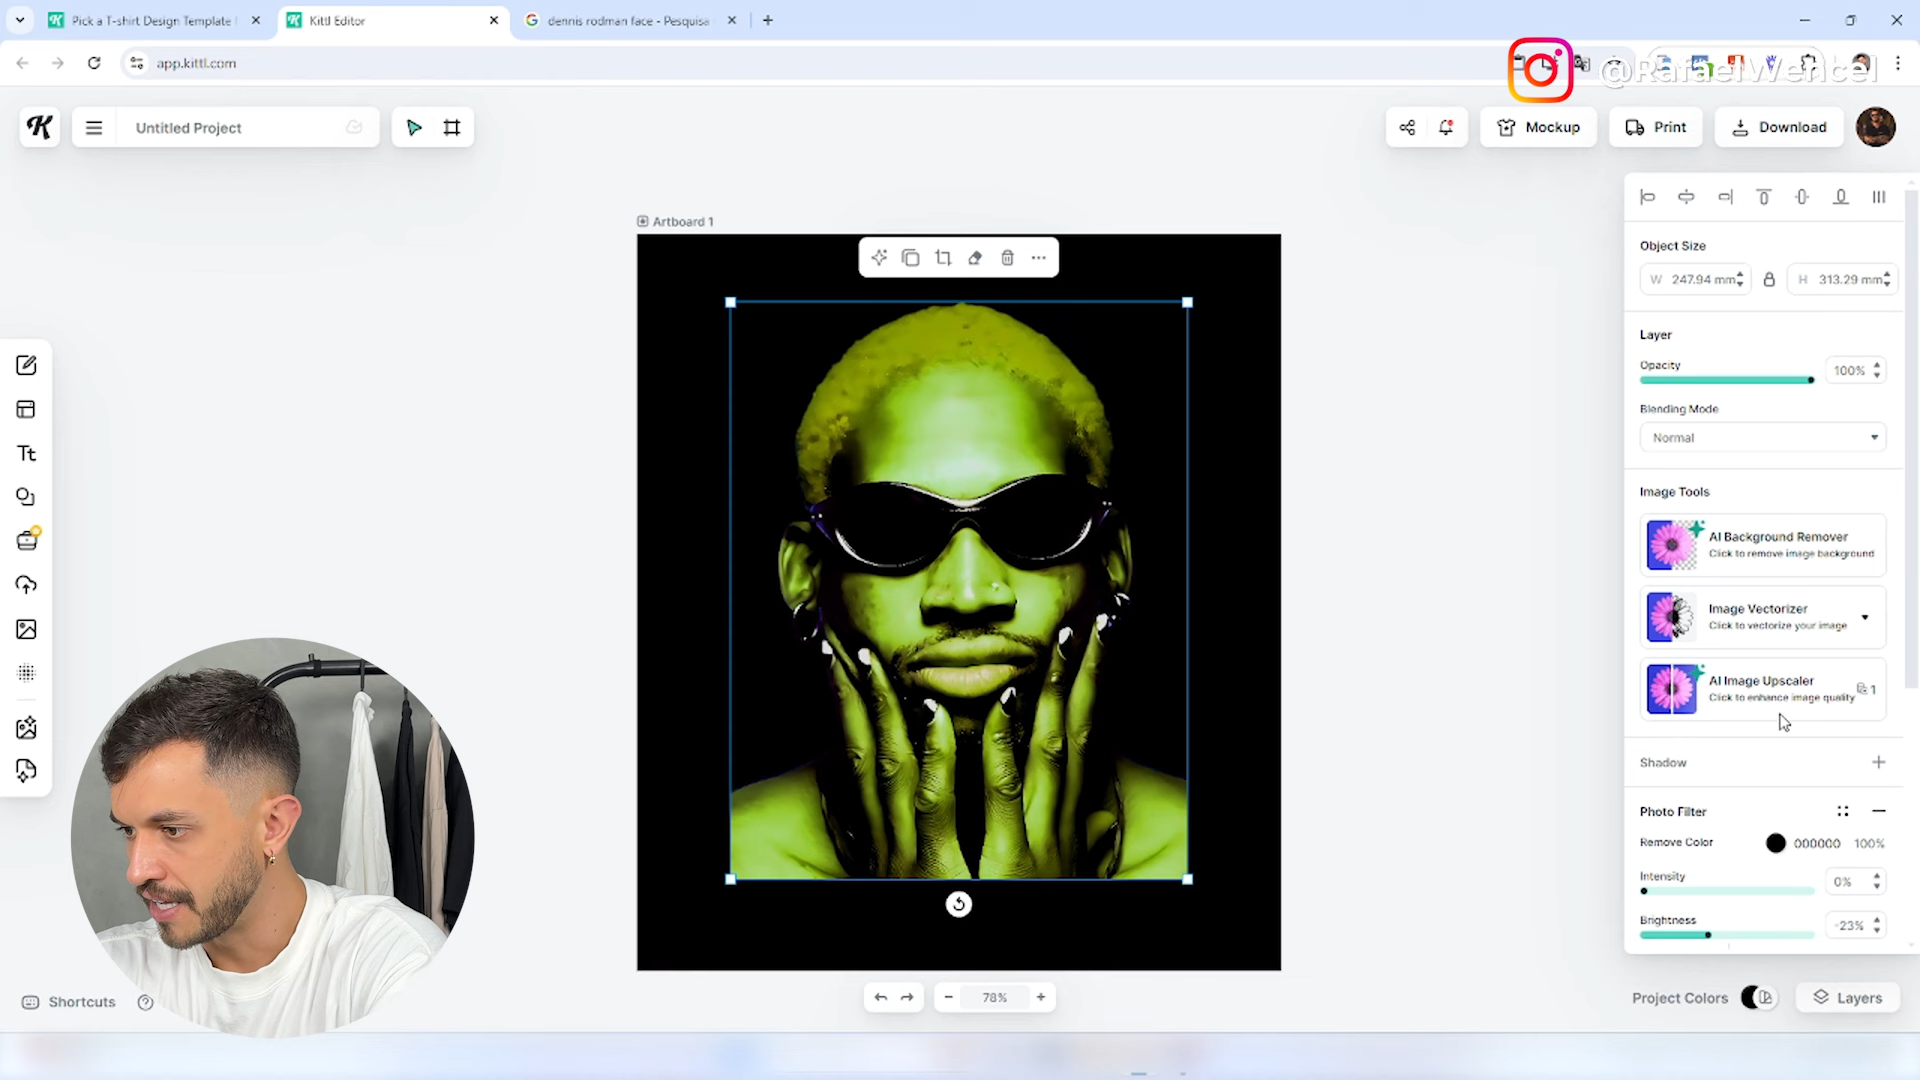 Pick a T-shirt Design Template
Kittl Editor
dennis rodman face - Pesquisa
app.kittl.com
@RafaelWencel
K
Untitled Project
Mockup
Print
Download
Artboard 1
Object Size
W 247.94 mm
H 313.29 mm
Layer
Opacity
100%
Blending Mode
Normal
Image Tools
AI Background Remover
Click to remove image background
Image Vectorizer
Click to vectorize your image
AI Image Upscaler
Click to enhance image quality
1
Shadow
Photo Filter
Remove Color
000000
100%
Intensity
0%
Brightness
-23%
Tt
Shortcuts
78%
Project Colors
Layers